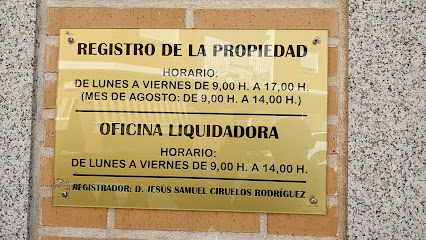 REGISTRO DE LA PROPIEDAD
HORARIO:
DE LUNES A VIERNES DE 9,00 H. A 17,00 H.
(MES DE AGOSTO: DE 9,00 H. A 14,00 H.)
OFICINA LIQUIDADORA
HORARIO:
DE LUNES A VIERNES DE 9,00 H. A 14,00 H.
REGISTRADOR: D. JESÚS SAMUEL CIRUELOS RODRÍGUEZ